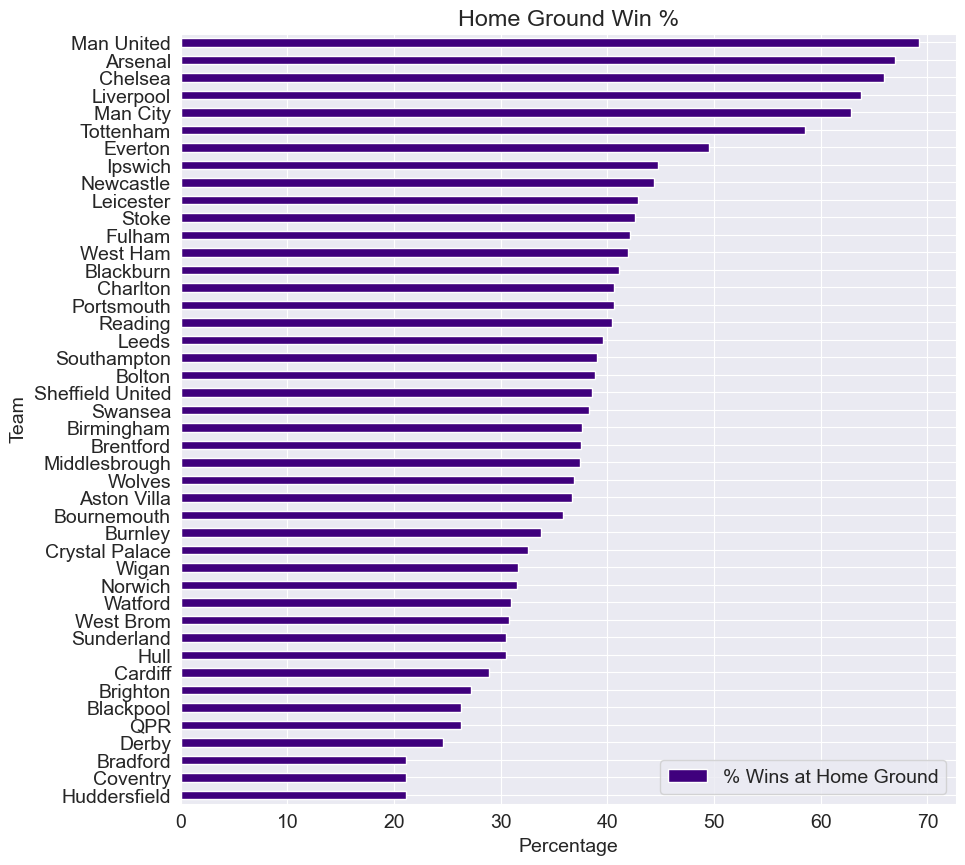 Home Ground Win %
Team
Man United
Arsenal
Chelsea
Liverpool
Man City
Tottenham
Everton
Ipswich
Newcastle
Leicester
Stoke
Fulham
West Ham
Blackburn
Charlton
Portsmouth
Reading
Leeds
Southampton
Bolton
Sheffield United
Swansea
Birmingham
Brentford
Middlesbrough
Wolves
Aston Villa
Bournemouth
Burnley
Crystal Palace
Wigan
Norwich
Watford
West Brom
Sunderland
Hull
Cardiff
Brighton
Blackpool
QPR
Derby
Bradford
Coventry
Huddersfield
% Wins at Home Ground
0 10 20 30 40 50 60 70
Percentage